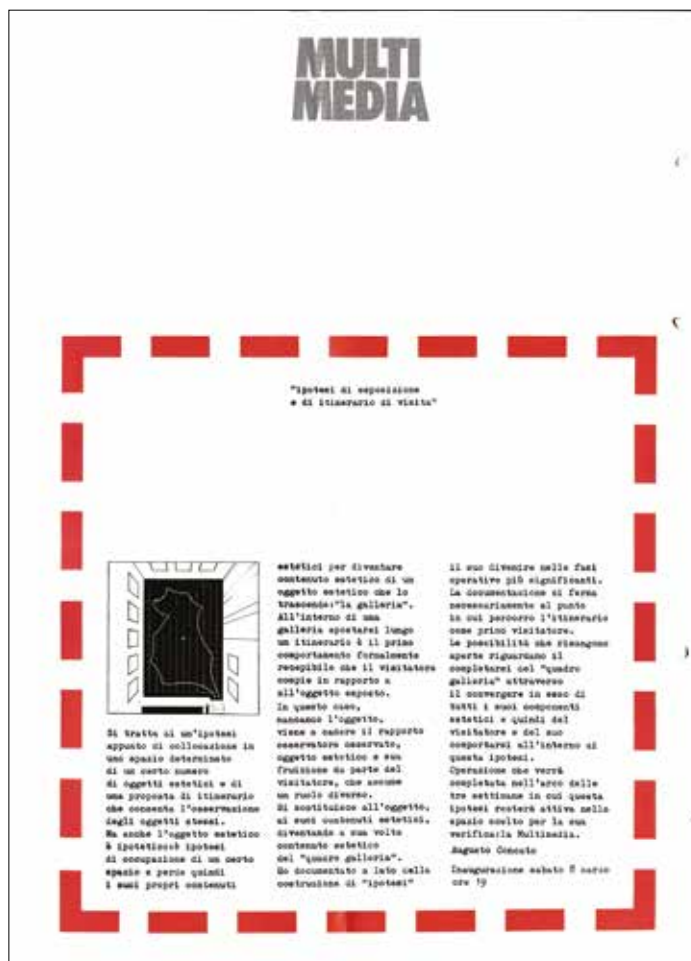 MULTI
MEDIA
"ipotesi di esposizione
e di itinerario di visita"
Si tratta di un'ipotesi
appunto di collocazione in
uno spazio determinato
di un certo numero
di oggetti estetici e di
una proposta di itinerario
che consenta l'osservazione
degli oggetti stessi.
Ma anche l'oggetto estetico
è ipotetico:è ipotesi
di occupazione di un certo
spazio e perde quindi
i suoi propri contenuti
estetici per diventare
contenuto estetico di un
oggetto estetico che lo
trascende:"la galleria".
All'interno di una
galleria spostarsi lungo
un itinerario è il primo
comportamento formalmente
recepibile che il visitatore
compie in rapporto a
all'oggetto esposto.
In questo caso,
mancando l'oggetto,
viene a cadere il rapporto
osservatore osservato,
oggetto estetico e sua
fruizione da parte del
visitatore, che assume
un ruolo diverso.
Si sostituisce all'oggetto,
ai suoi contenuti estetici,
diventando a sua volta
contenuto estetico
del "quadro galleria".
Ho documentato a lato della
costruzione di "ipotesi"
il suo divenire nelle fasi
operative più significanti.
La documentazione si ferma
necessariamente al punto
in cui percorro l'itinerario
come primo visitatore.
Le possibilità che rimangono
aperte riguardano il
completarsi del "quadro
galleria" attraverso
il convergere in esso di
tutti i suoi componenti
estetici e quindi del
visitatore e del suo
comportarsi all'interno di
questa ipotesi.
Operazione che verrà
completata nell'arco delle
tre settimane in cui questa
ipotesi resterà attiva nello
spazio scelto per la sua
verifica:la Multimedia.
Augusto Concato
Inaugurazione sabato 8 marzo
ore 19